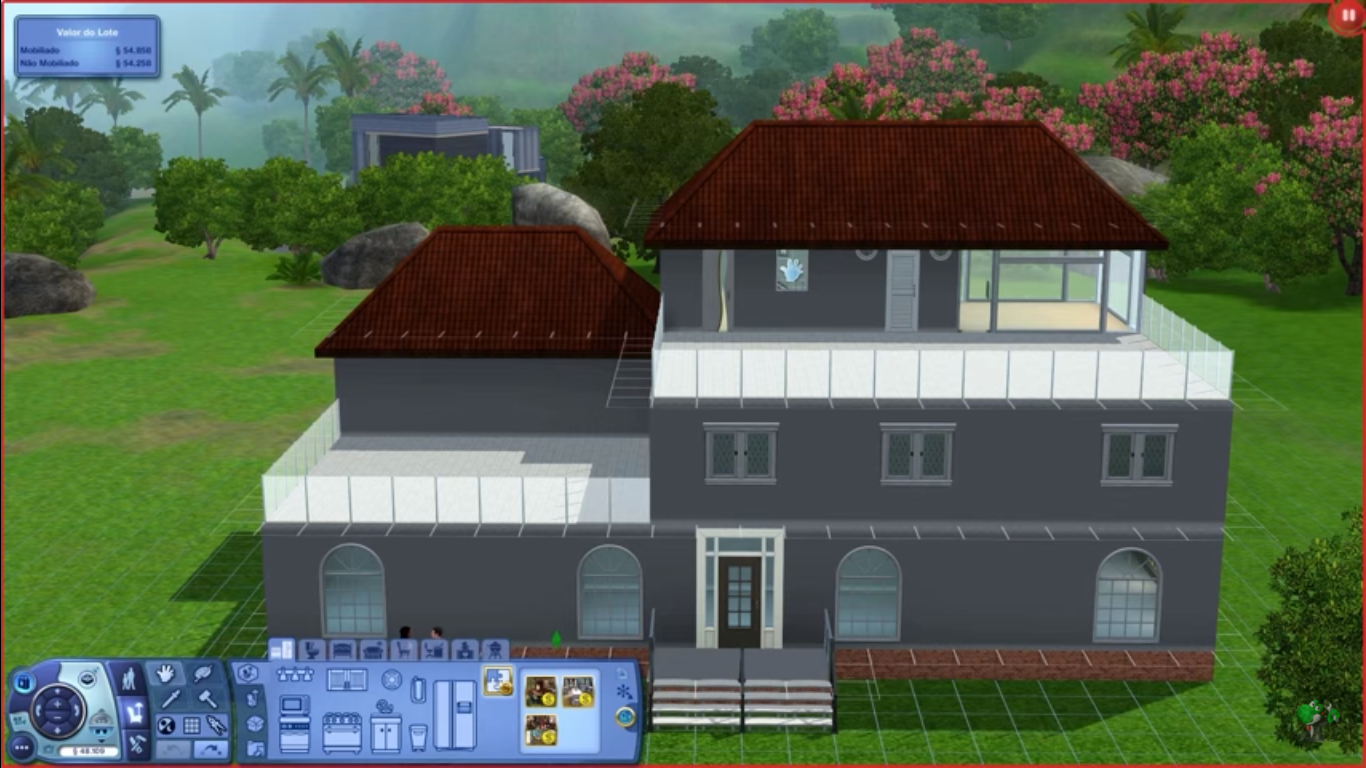 Valor do Lote
Mobiliado § 54.858
Não Mobiliado § 54.258
§ 48.109